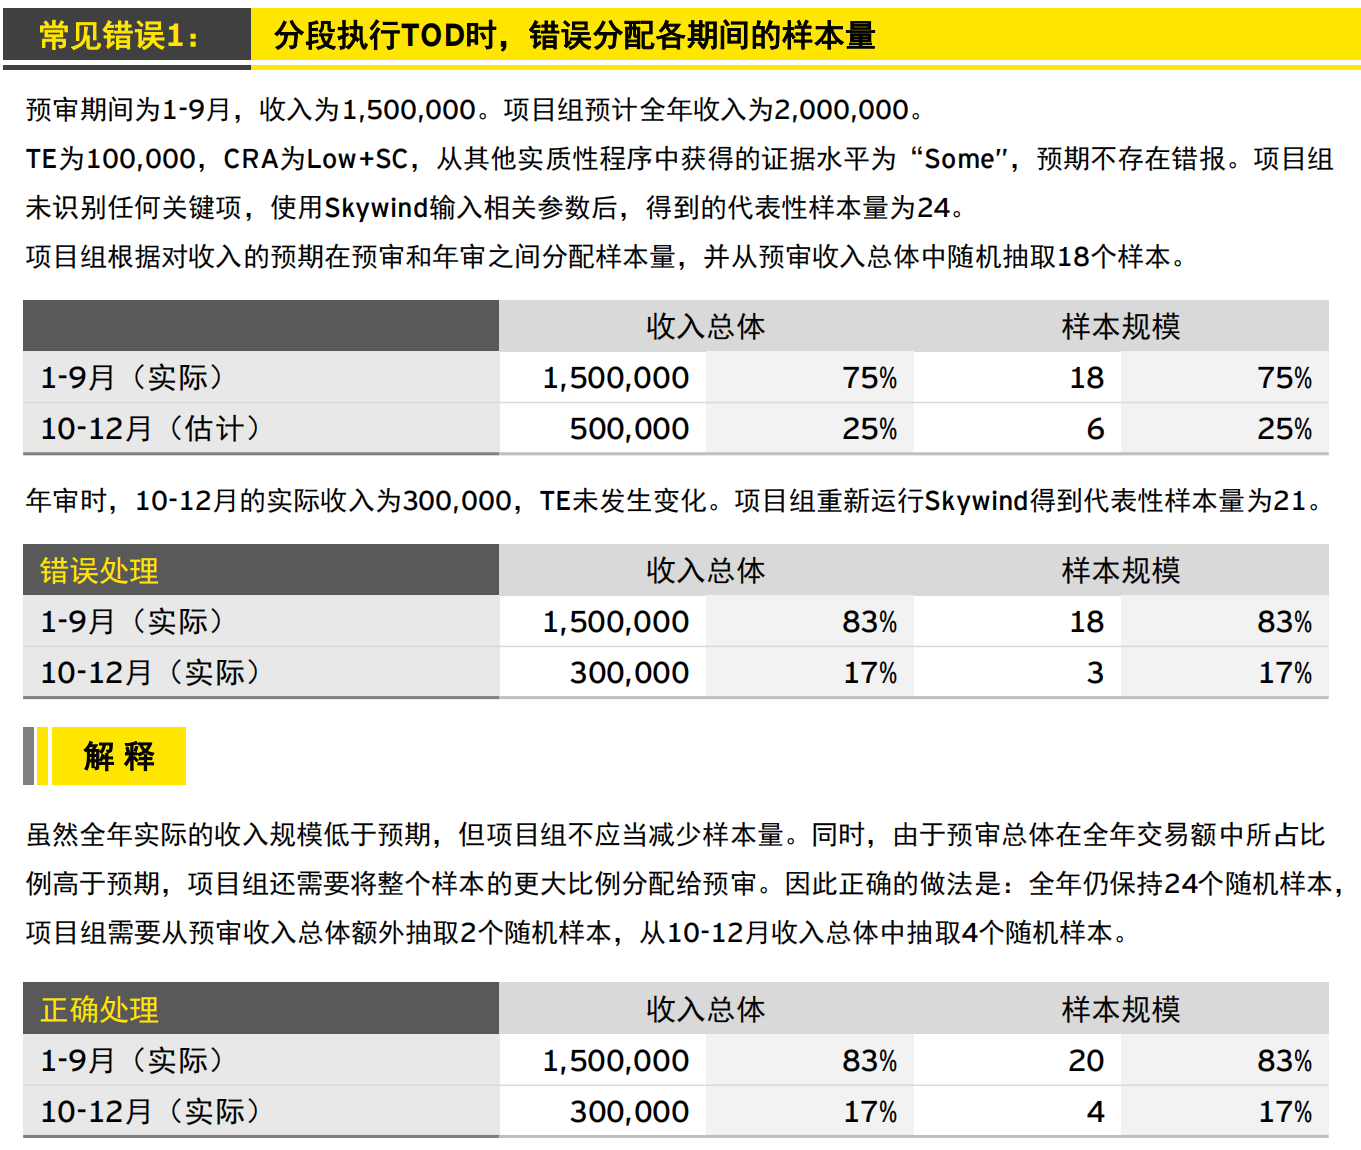 常见错误1： 分段执行TOD时，错误分配各期间的样本量
预审期间为1-9月，收入为1,500,000。项目组预计全年收入为2,000,000。
TE为100,000，CRA为Low+SC，从其他实质性程序中获得的证据水平为“Some”，预期不存在错报。项目组
未识别任何关键项，使用Skywind输入相关参数后，得到的代表性样本量为24。
项目组根据对收入的预期在预审和年审之间分配样本量，并从预审收入总体中随机抽取18个样本。
收入总体 样本规模
1-9月（实际） 1,500,000 75% 18 75%
10-12月（估计） 500,000 25% 6 25%
年审时，10-12月的实际收入为300,000，TE未发生变化。项目组重新运行Skywind得到代表性样本量为21。
错误处理 收入总体 样本规模
1-9月（实际） 1,500,000 83% 18 83%
10-12月（实际） 300,000 17% 3 17%
解 释
虽然全年实际的收入规模低于预期，但项目组不应当减少样本量。同时，由于预审总体在全年交易额中所占比
例高于预期，项目组还需要将整个样本的更大比例分配给预审。因此正确的做法是：全年仍保持24个随机样本，
项目组需要从预审收入总体额外抽取2个随机样本，从10-12月收入总体中抽取4个随机样本。
正确处理 收入总体 样本规模
1-9月（实际） 1,500,000 83% 20 83%
10-12月（实际） 300,000 17% 4 17%